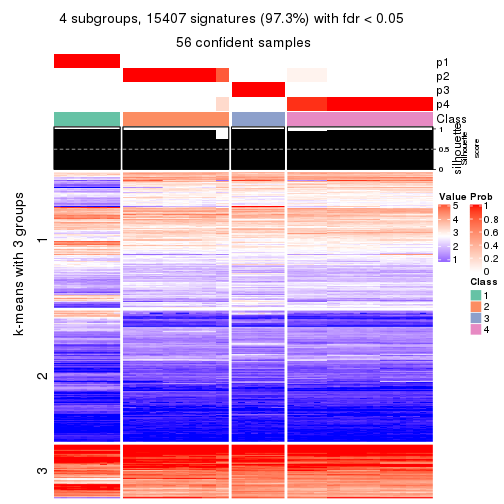 4 subgroups, 15407 signatures (97.3%) with fdr < 0.05
56 confident samples
p1
p2
p3
p4
Class
1
0.5
0
silhouette
Silhouette
score
k-means with 3 groups
1
2
3
Value
5
4
3
2
1
Prob
1
0.8
0.6
0.4
0.2
0
Class
1
2
3
4